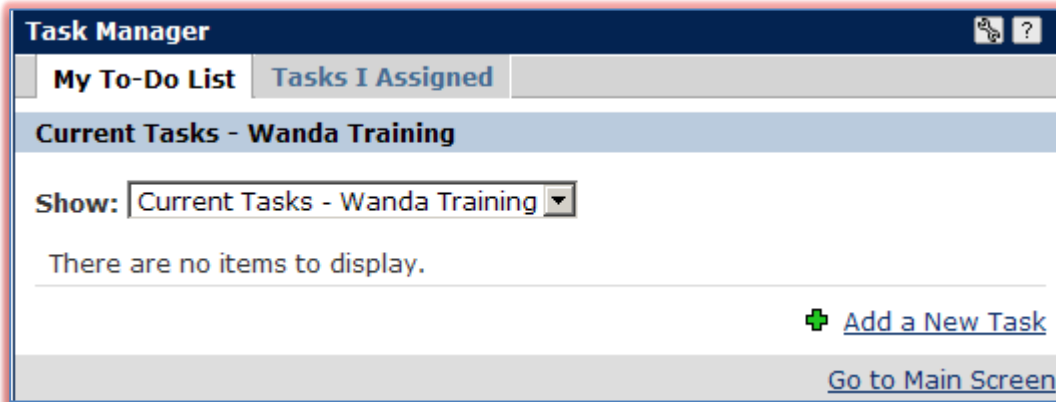 Task Manager ?
My To-Do List Tasks I Assigned
Current Tasks - Wanda Training
Show: Current Tasks - Wanda Training
There are no items to display.
Add a New Task
Go to Main Screen